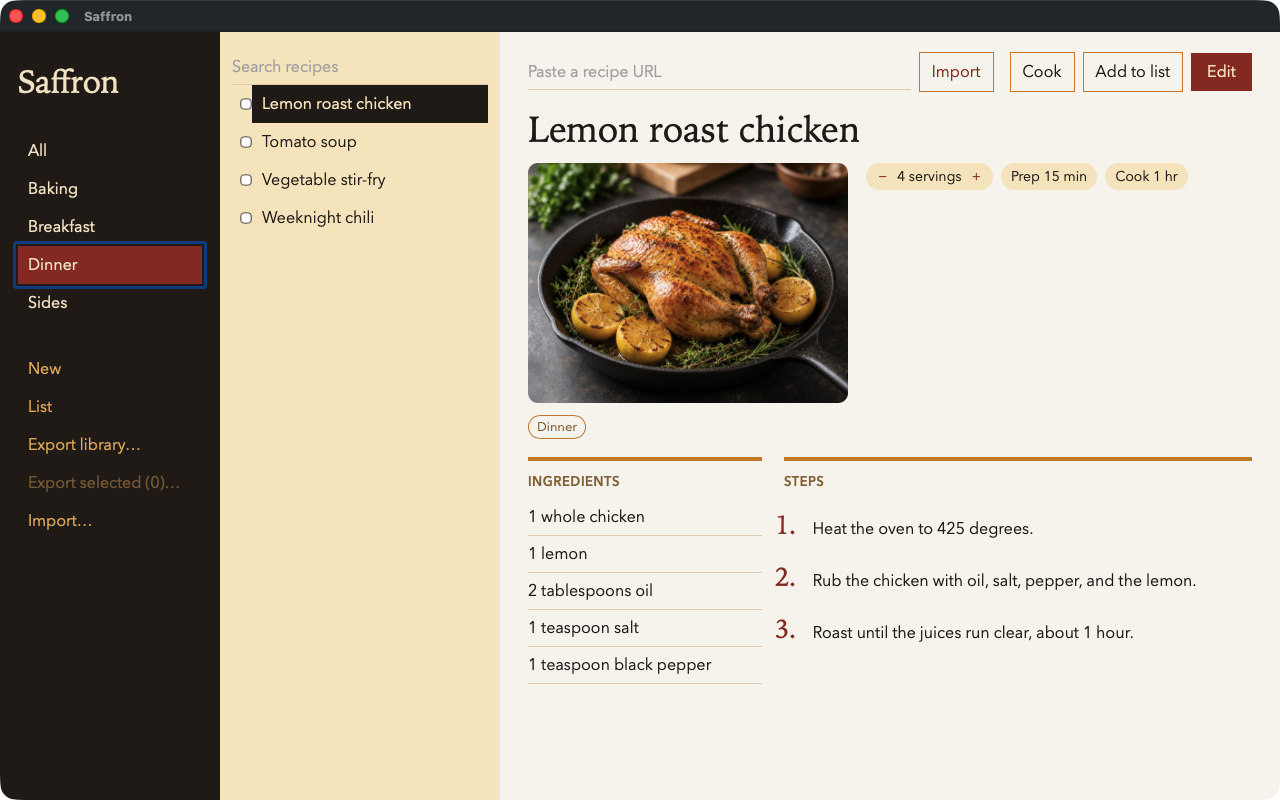 Saffron
Saffron
All
Baking
Breakfast
Dinner
Sides
New
List
Export library…
Export selected (0)…
Import…
Search recipes
Lemon roast chicken
Tomato soup
Vegetable stir-fry
Weeknight chili
Paste a recipe URL
Import
Cook
Add to list
Edit
Lemon roast chicken
− 4 servings +
Prep 15 min
Cook 1 hr
Dinner
INGREDIENTS
1 whole chicken
1 lemon
2 tablespoons oil
1 teaspoon salt
1 teaspoon black pepper
STEPS
1. Heat the oven to 425 degrees.
2. Rub the chicken with oil, salt, pepper, and the lemon.
3. Roast until the juices run clear, about 1 hour.